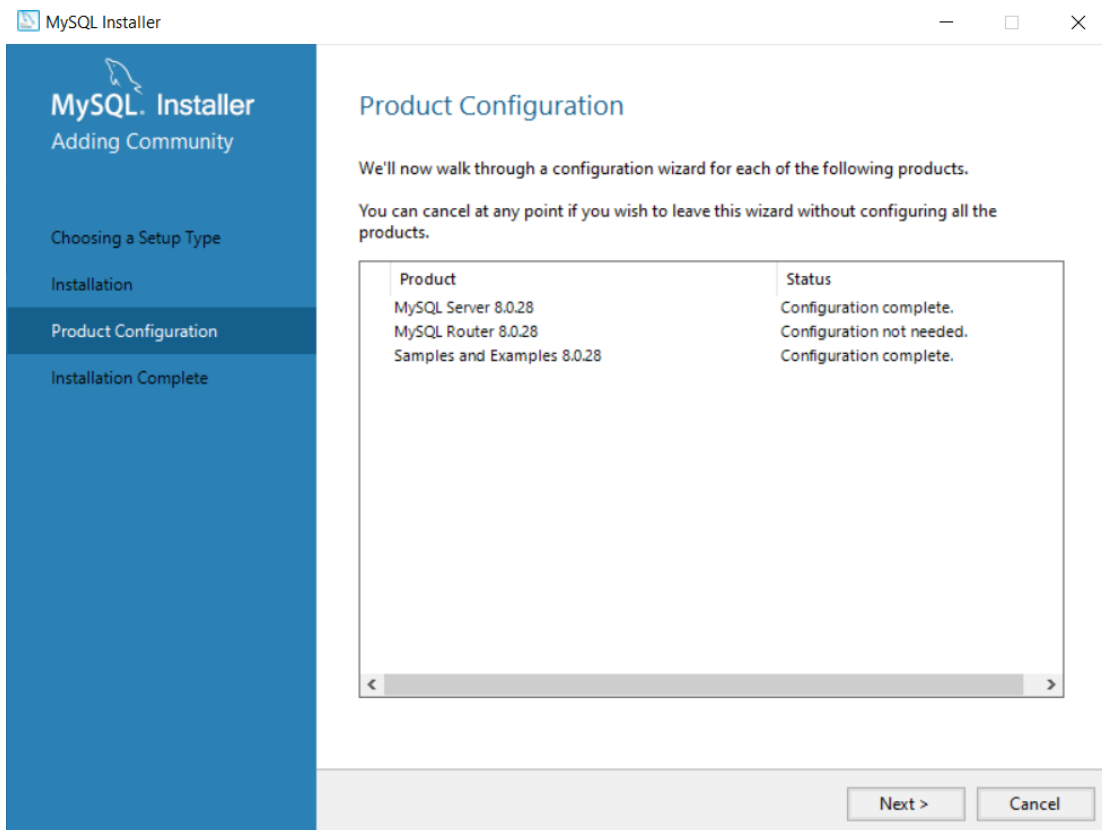 MySQL Installer
MySQL. Installer
Adding Community
Choosing a Setup Type
Installation
Product Configuration
Installation Complete
Product Configuration
We'll now walk through a configuration wizard for each of the following products.
You can cancel at any point if you wish to leave this wizard without configuring all the
products.
Product Status
MySQL Server 8.0.28 Configuration complete.
MySQL Router 8.0.28 Configuration not needed.
Samples and Examples 8.0.28 Configuration complete.
Next > Cancel